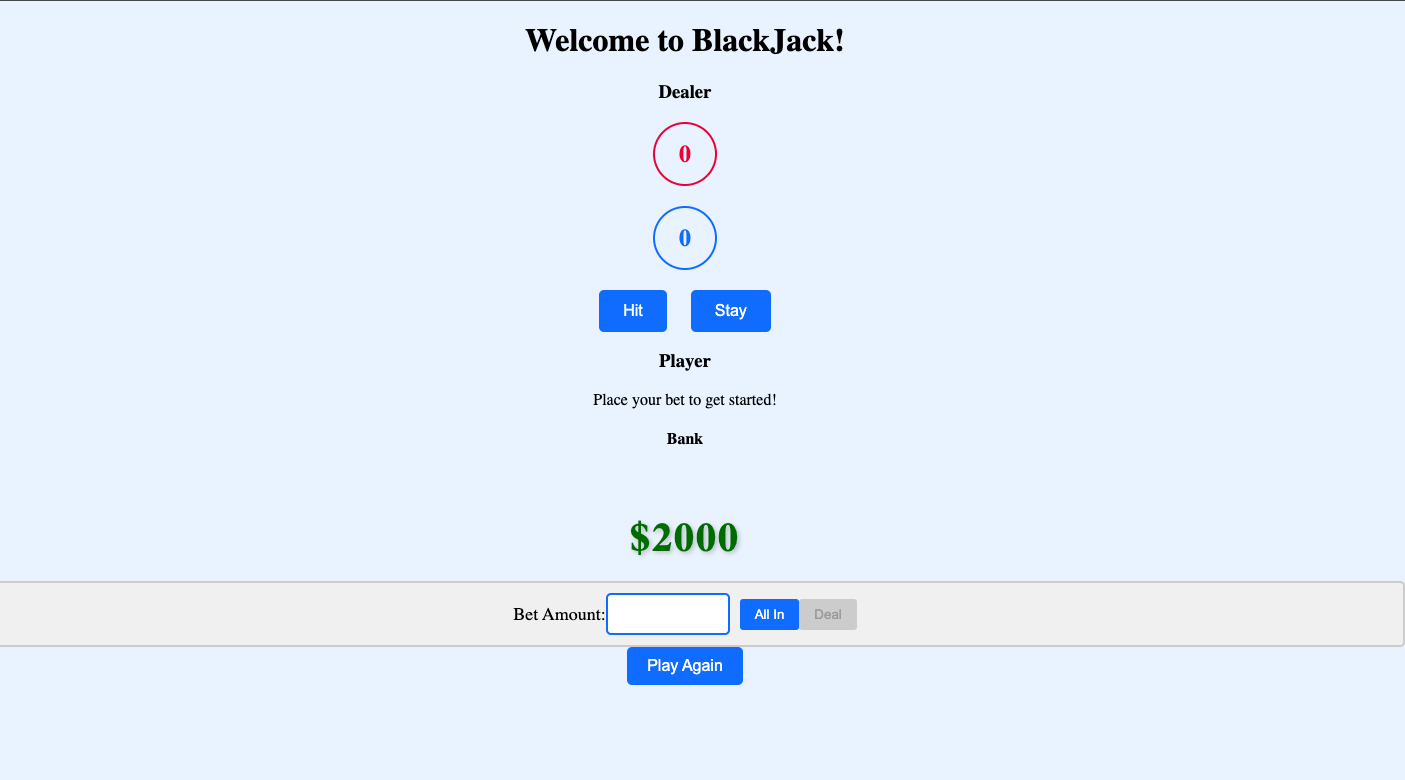 Welcome to BlackJack!
Dealer
0
0
Hit Stay
Player
Place your bet to get started!
Bank
$2000
Bet Amount: All In Deal
Play Again